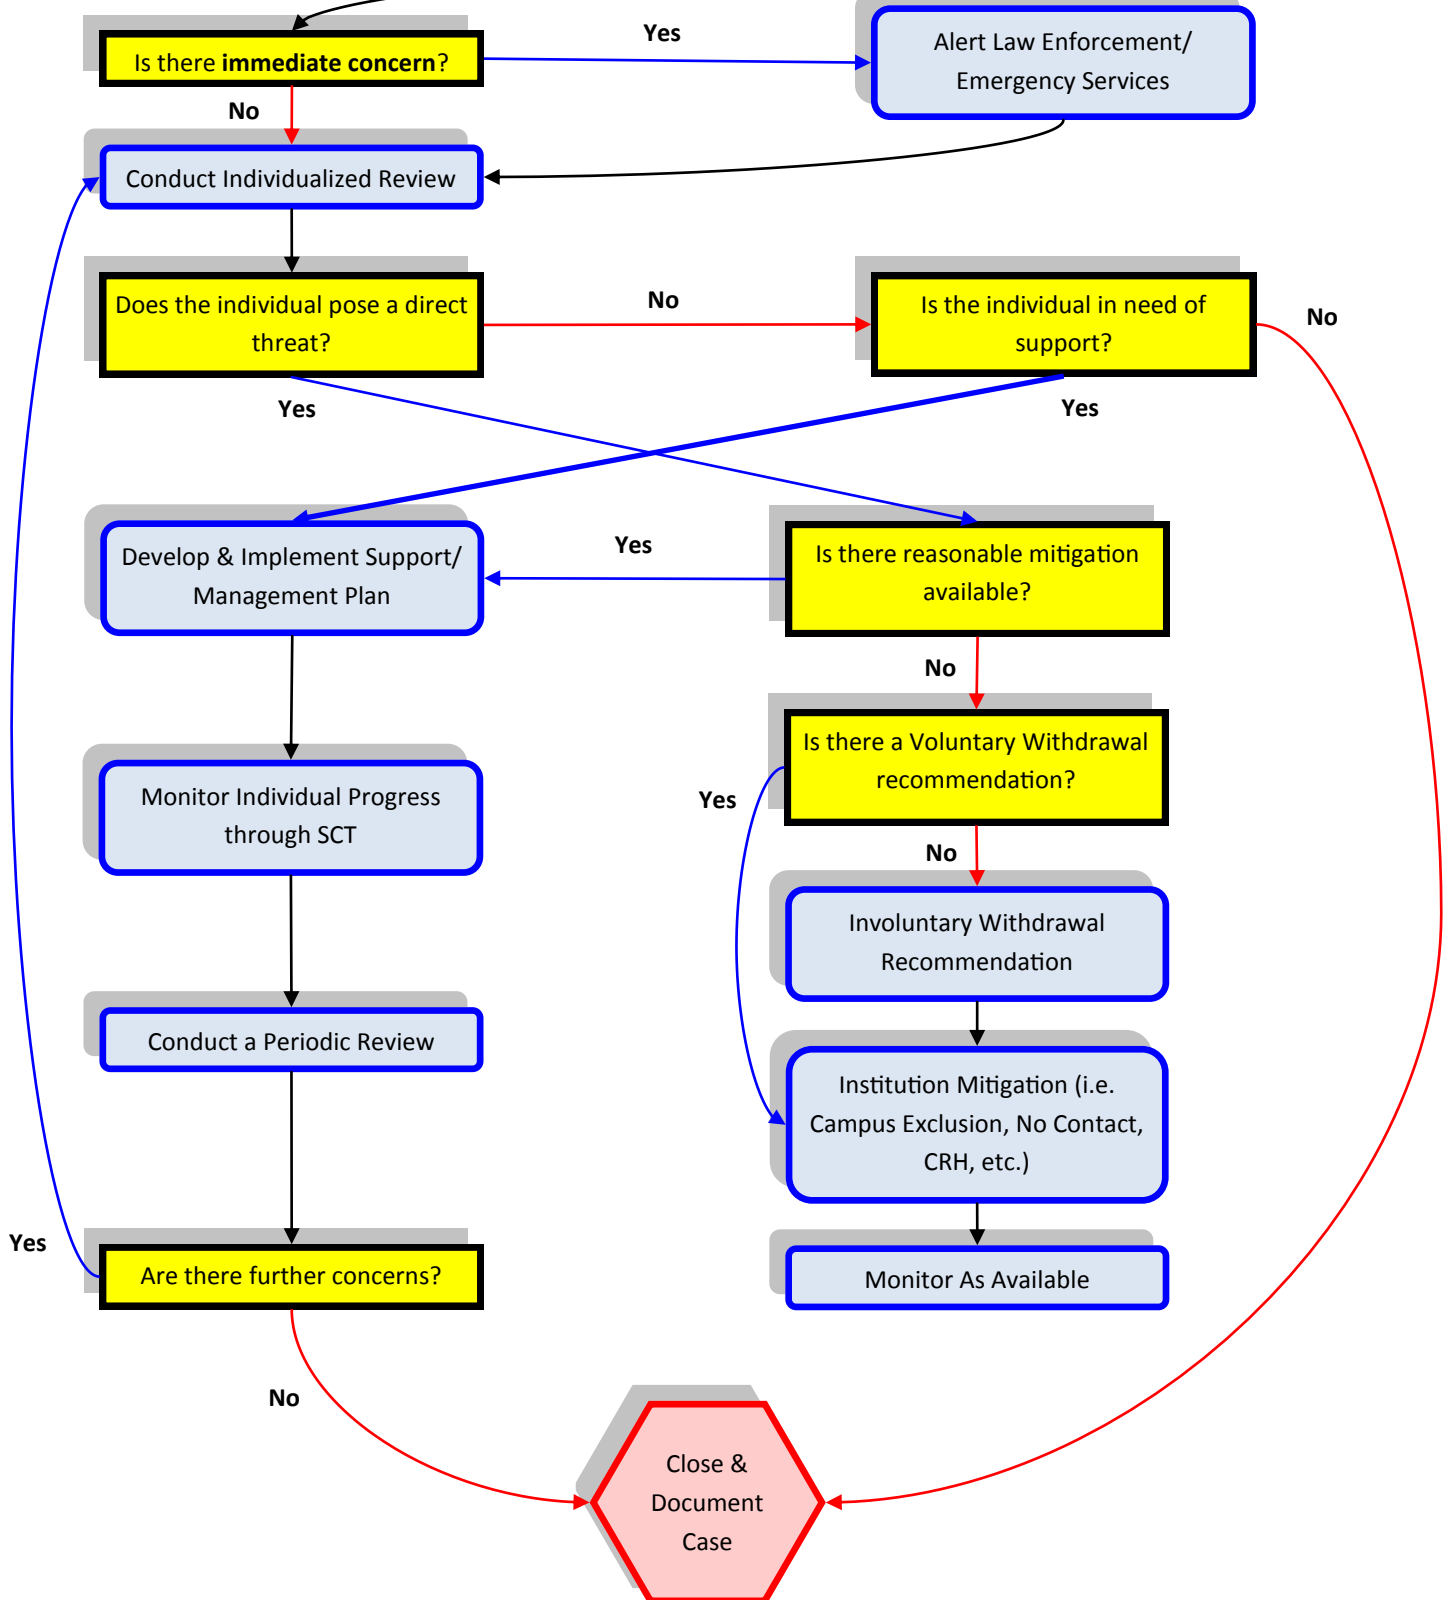 Yes
Is there immediate concern?
Alert Law Enforcement/
Emergency Services
No
Conduct Individualized Review
Does the individual pose a direct
threat?
No
Is the individual in need of
support?
No
Yes
Yes
Develop & Implement Support/
Management Plan
Yes
Is there reasonable mitigation
available?
No
Is there a Voluntary Withdrawal
recommendation?
Monitor Individual Progress
through SCT
Yes
No
Involuntary Withdrawal
Recommendation
Conduct a Periodic Review
Institution Mitigation (i.e.
Campus Exclusion, No Contact,
CRH, etc.)
Yes
Are there further concerns?
Monitor As Available
No
Close &
Document
Case